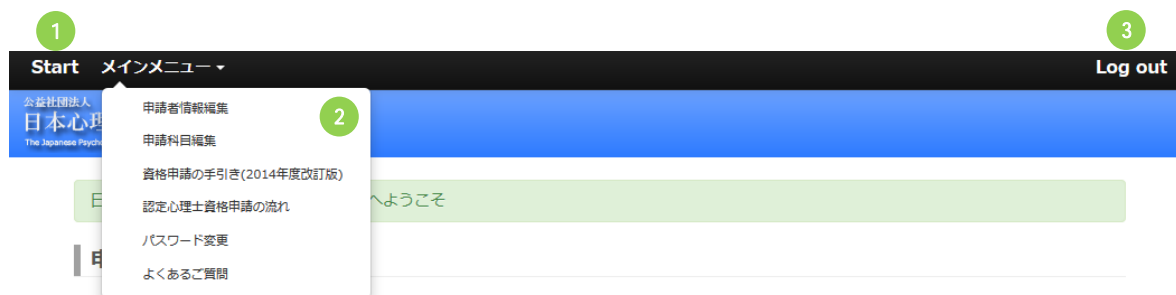 1
3
Start メインメニュー
Log out
公益社団法人
日本心理
The Japanese Psycho
申請者情報編集
2
申請科目編集
資格申請の手引き(2014年度改訂版)
認定心理士資格申請の流れ
パスワード変更
よくあるご質問
へようこそ